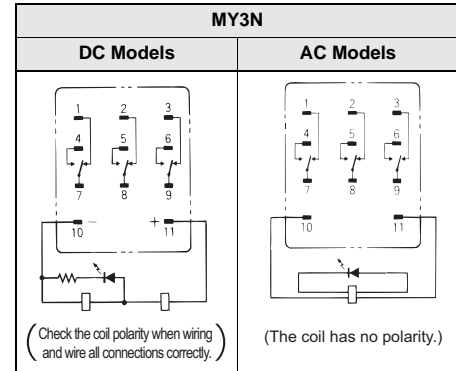 MY3N
DC Models AC Models
1 2 3 1 2 3
4 5 6 4 5 6
7 8 9 7 8 9
10 − + 11 10 11
(Check the coil polarity when wiring
and wire all connections correctly.)
(The coil has no polarity.)